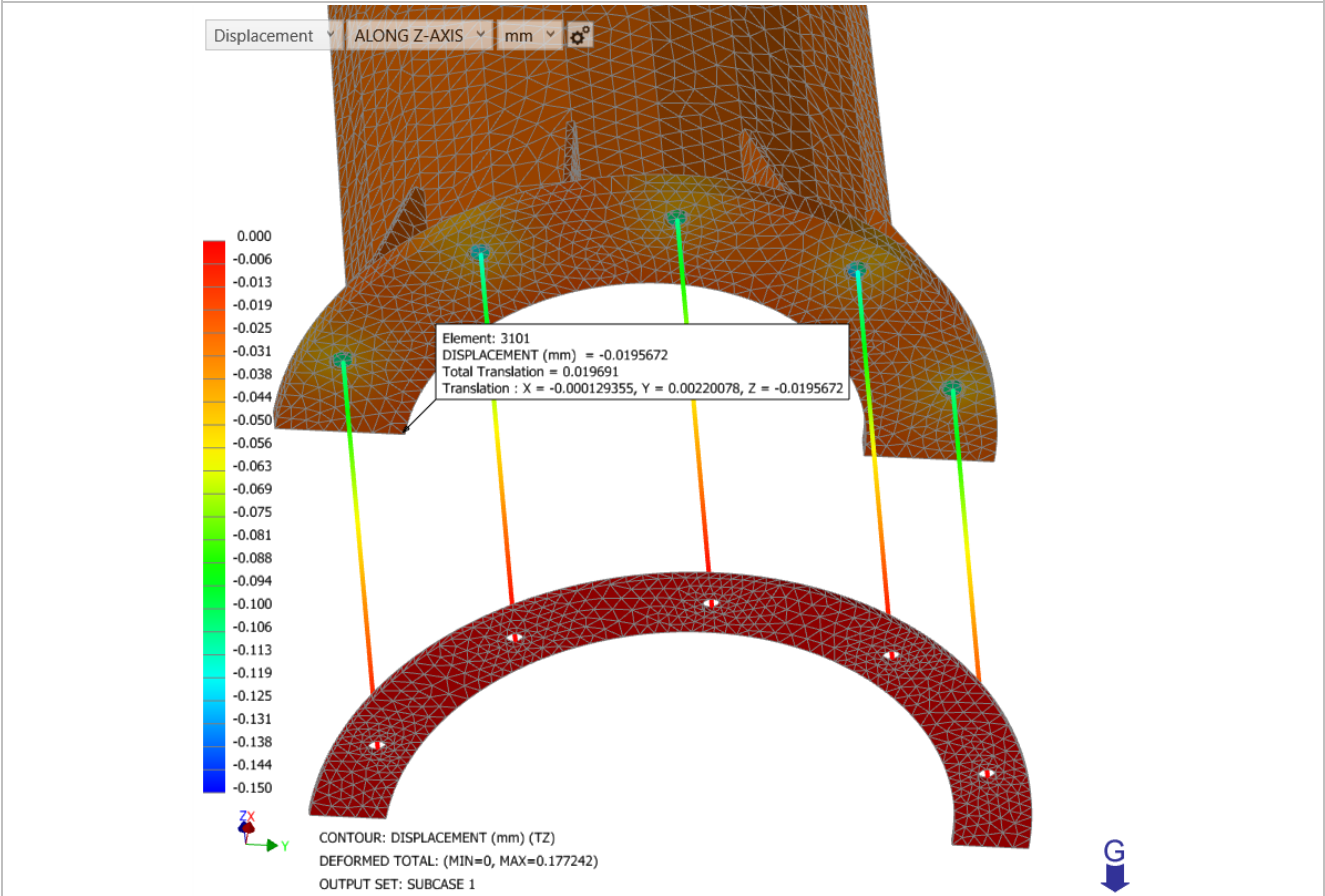 Displacement ALONG Z-AXIS mm
Element: 3101
DISPLACEMENT (mm) = -0.0195672
Total Translation = 0.019691
Translation : X = -0.000129355, Y = 0.00220078, Z = -0.0195672
0.000
-0.006
-0.013
-0.019
-0.025
-0.031
-0.038
-0.044
-0.050
-0.056
-0.063
-0.069
-0.075
-0.081
-0.088
-0.094
-0.100
-0.106
-0.113
-0.119
-0.125
-0.131
-0.138
-0.144
-0.150
ZX
Y
CONTOUR: DISPLACEMENT (mm) (TZ)
DEFORMED TOTAL: (MIN=0, MAX=0.177242)
OUTPUT SET: SUBCASE 1
G